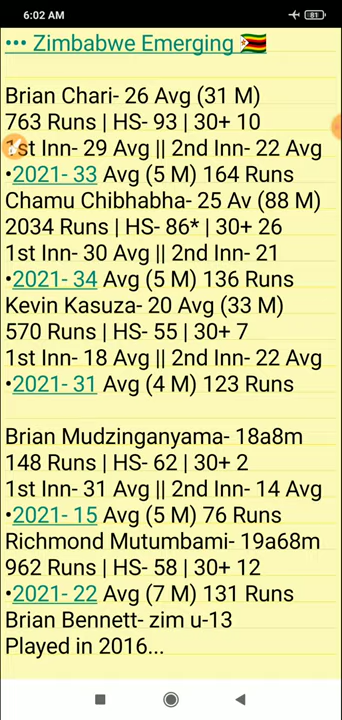 6:02 AM
81
••• Zimbabwe Emerging 🇿🇼
Brian Chari- 26 Avg (31 M)
763 Runs | HS- 93 | 30+ 10
1st Inn- 29 Avg || 2nd Inn- 22 Avg
•2021- 33 Avg (5 M) 164 Runs
Chamu Chibhabha- 25 Av (88 M)
2034 Runs | HS- 86* | 30+ 26
1st Inn- 30 Avg || 2nd Inn- 21
•2021- 34 Avg (5 M) 136 Runs
Kevin Kasuza- 20 Avg (33 M)
570 Runs | HS- 55 | 30+ 7
1st Inn- 18 Avg || 2nd Inn- 22 Avg
•2021- 31 Avg (4 M) 123 Runs
Brian Mudzinganyama- 18a8m
148 Runs | HS- 62 | 30+ 2
1st Inn- 31 Avg || 2nd Inn- 14 Avg
•2021- 15 Avg (5 M) 76 Runs
Richmond Mutumbami- 19a68m
962 Runs | HS- 58 | 30+ 12
•2021- 22 Avg (7 M) 131 Runs
Brian Bennett- zim u-13
Played in 2016...